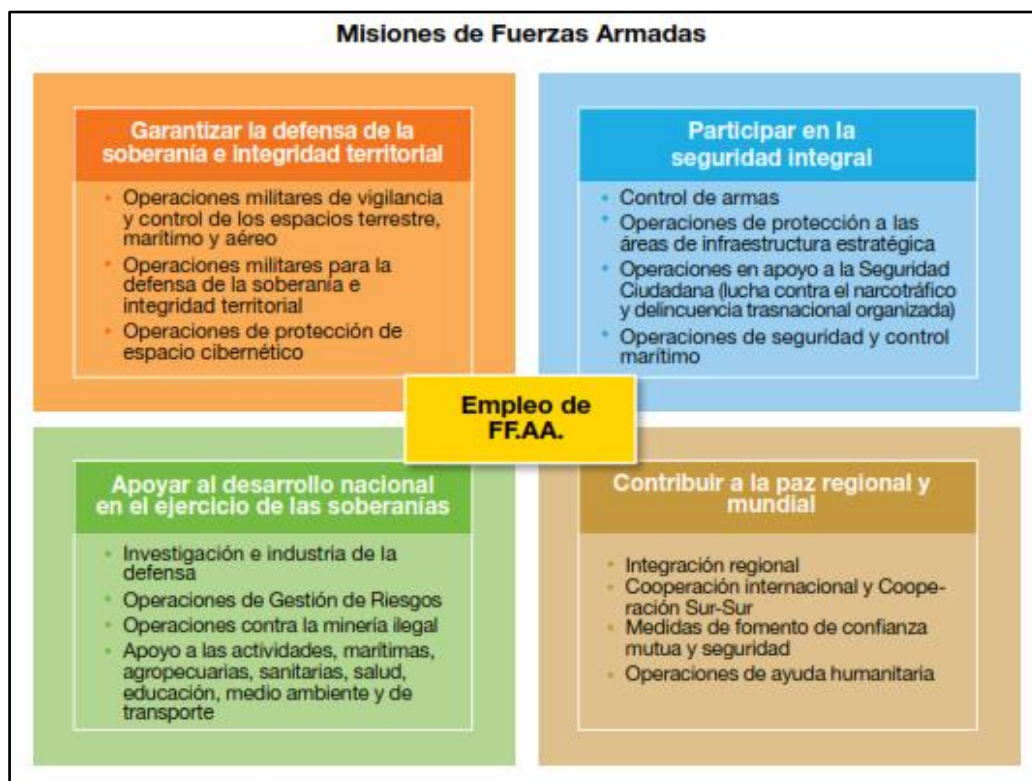 Misiones de Fuerzas Armadas
Garantizar la defensa de la
soberanía e integridad territorial
• Operaciones militares de vigilancia
y control de los espacios terrestre,
marítimo y aéreo
• Operaciones militares para la
defensa de la soberanía e
integridad territorial
• Operaciones de protección de
espacio cibernético
Participar en la
seguridad integral
• Control de armas
• Operaciones de protección a las
áreas de infraestructura estratégica
• Operaciones en apoyo a la Seguridad
Ciudadana (lucha contra el narcotráfico
y delincuencia trasnacional organizada)
• Operaciones de seguridad y control
marítimo
Empleo de
FF.AA.
Apoyar al desarrollo nacional
en el ejercicio de las soberanías
• Investigación e industria de la
defensa
• Operaciones de Gestión de Riesgos
• Operaciones contra la minería ilegal
• Apoyo a las actividades, marítimas,
agropecuarias, sanitarias, salud,
educación, medio ambiente y de
transporte
Contribuir a la paz regional y
mundial
• Integración regional
• Cooperación internacional y Coope-
ración Sur-Sur
• Medidas de fomento de confianza
mutua y seguridad
• Operaciones de ayuda humanitaria